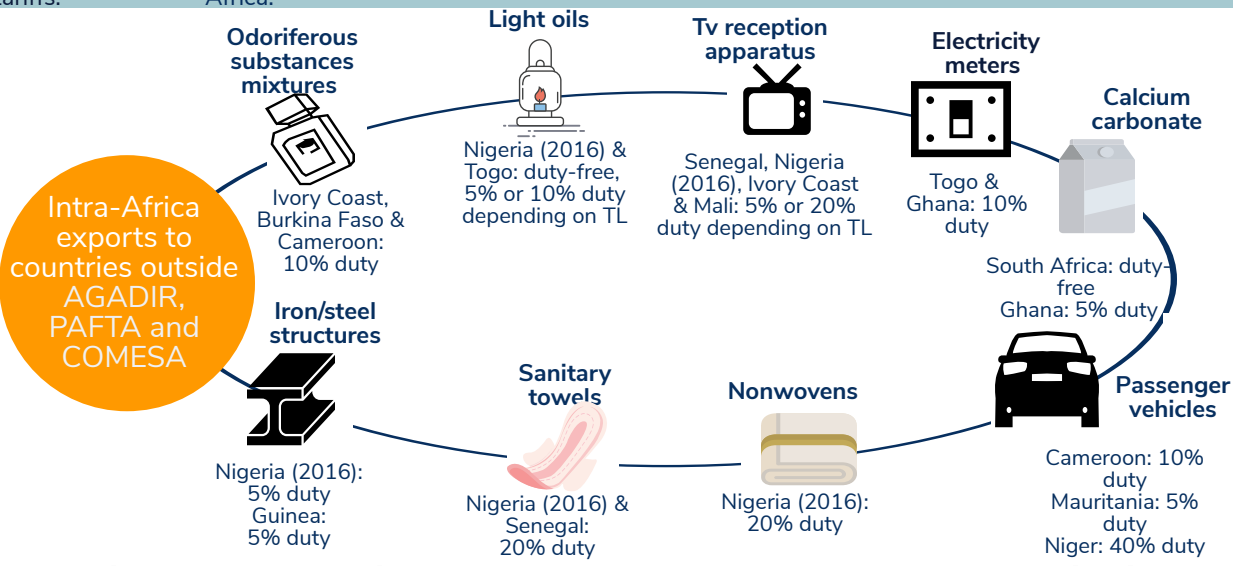 Africa.
Intra-Africa
exports to
countries outside
AGADIR,
PAFTA and
COMESA
Odoriferous
substances
mixtures
Ivory Coast,
Burkina Faso &
Cameroon:
10% duty
Light oils
Nigeria (2016) &
Togo: duty-free,
5% or 10% duty
depending on TL
Tv reception
apparatus
Senegal, Nigeria
(2016), Ivory Coast
& Mali: 5% or 20%
duty depending on TL
Electricity
meters
Togo &
Ghana: 10%
duty
Calcium
carbonate
South Africa: duty-
free
Ghana: 5% duty
Passenger
vehicles
Cameroon: 10%
duty
Mauritania: 5%
duty
Niger: 40% duty
Nonwovens
Nigeria (2016):
20% duty
Sanitary
towels
Nigeria (2016) &
Senegal:
20% duty
Iron/steel
structures
Nigeria (2016):
5% duty
Guinea:
5% duty